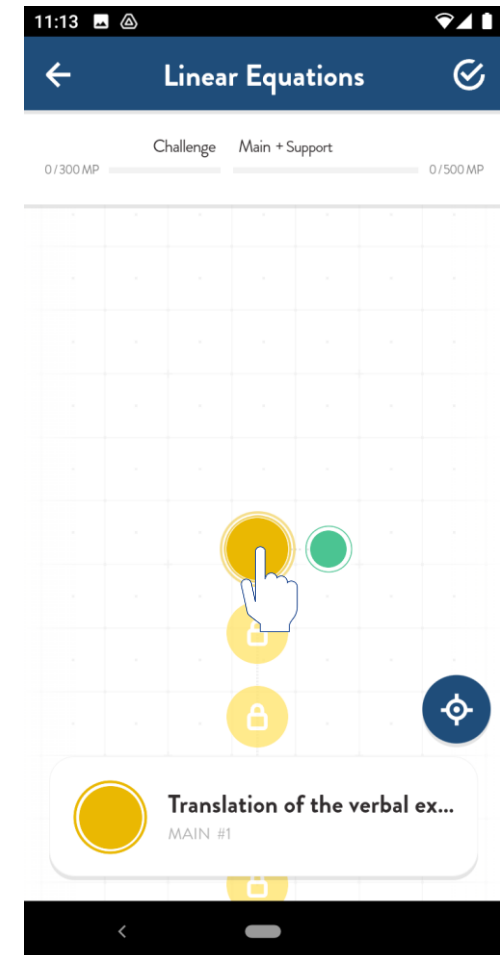 11:13
Linear Equations
Challenge Main + Support
0/300 MP 0/500 MP
Translation of the verbal ex...
MAIN #1